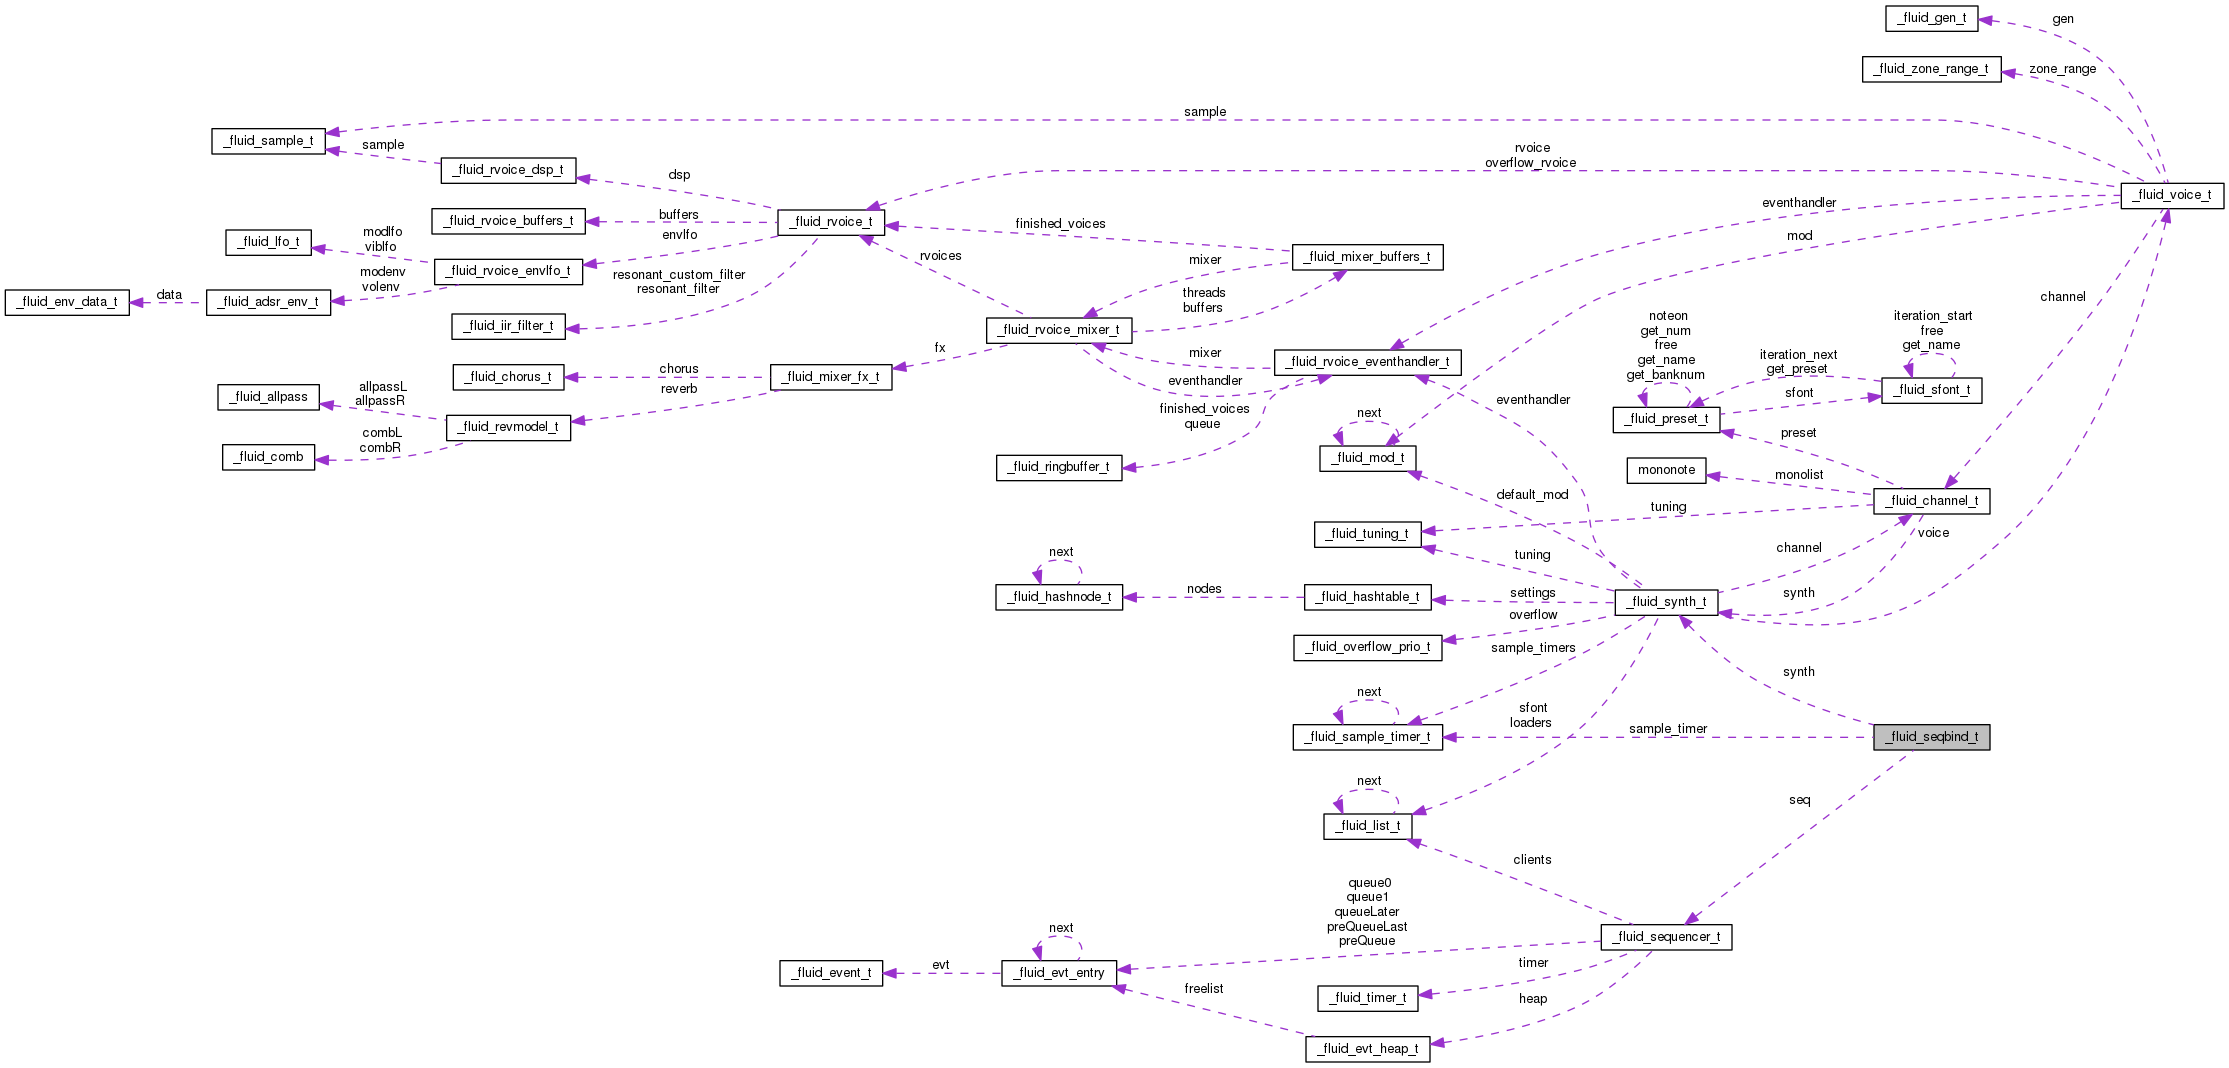 _fluid_gen_t
gen
_fluid_zone_range_t
zone_range
sample
_fluid_sample_t
sample
_fluid_rvoice_dsp_t
rvoice
overflow_rvoice
dsp
_fluid_voice_t
_fluid_rvoice_buffers_t
buffers
_fluid_rvoice_t
finished_voices
eventhandler
mod
_fluid_lfo_t
modlfo
viblfo
envlfo
_fluid_rvoice_envlfo_t
rvoices
mixer
_fluid_mixer_buffers_t
modenv
volenv
resonant_custom_filter
resonant_filter
_fluid_env_data_t
data
_fluid_adsr_env_t
threads
buffers
channel
_fluid_iir_filter_t
_fluid_rvoice_mixer_t
noteon
get_num
free
get_name
get_banknum
iteration_start
free
get_name
fx
mixer
_fluid_rvoice_eventhandler_t
iteration_next
get_preset
_fluid_chorus_t
chorus
_fluid_mixer_fx_t
eventhandler
_fluid_sfont_t
_fluid_allpass
allpassL
allpassR
reverb
sfont
eventhandler
finished_voices
queue
next
_fluid_preset_t
_fluid_revmodel_t
preset
combL
combR
_fluid_comb
_fluid_ringbuffer_t
_fluid_mod_t
mononote
monolist
default_mod
_fluid_channel_t
tuning
_fluid_tuning_t
voice
channel
tuning
next
_fluid_hashnode_t
nodes
_fluid_hashtable_t
settings
_fluid_synth_t
synth
overflow
_fluid_overflow_prio_t
sample_timers
synth
next
sfont
loaders
_fluid_sample_timer_t
sample_timer
_fluid_seqbind_t
next
seq
_fluid_list_t
clients
queue0
queue1
queueLater
preQueueLast
preQueue
next
_fluid_sequencer_t
_fluid_event_t
evt
_fluid_evt_entry
timer
freelist
_fluid_timer_t
heap
_fluid_evt_heap_t